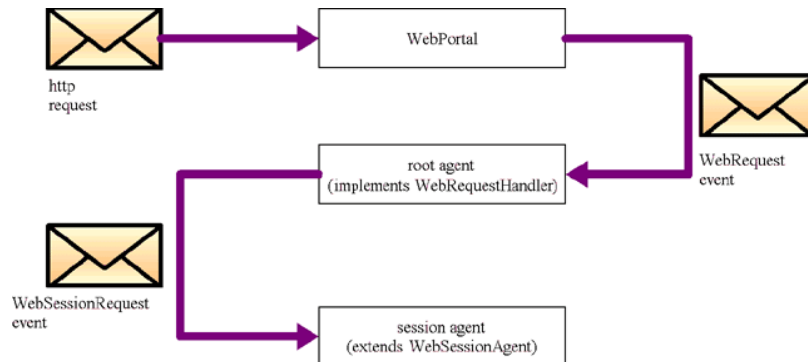 http
request
WebPortal
WebRequest
event
root agent
(implements WebRequestHandler)
WebSessionRequest
event
session agent
(extends WebSessionAgent)